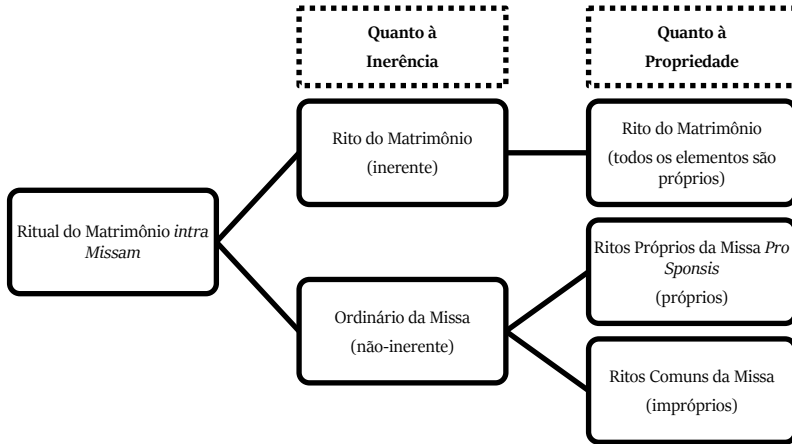 Quanto à
Inerência
Quanto à
Propriedade
Rito do Matrimônio
(inerente)
Rito do Matrimônio
(todos os elementos são
próprios)
Ritual do Matrimônio intra
Missam
Ritos Próprios da Missa Pro
Sponsis
(próprios)
Ordinário da Missa
(não-inerente)
Ritos Comuns da Missa
(impróprios)